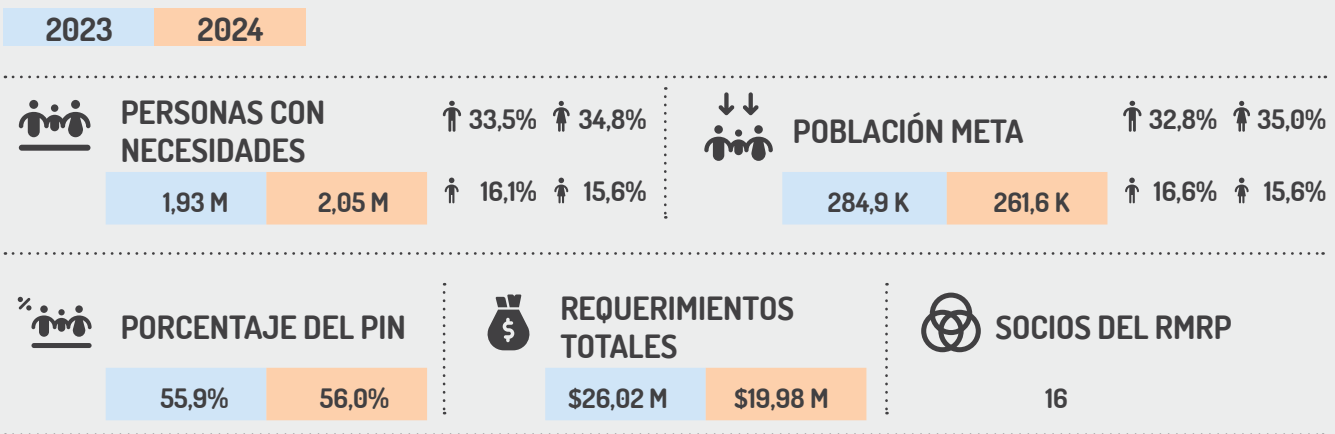 2023 2024
PERSONAS CON
NECESIDADES
1,93 M 2,05 M
33,5% 34,8%
16,1% 15,6%
POBLACIÓN META
284,9 K 261,6 K
32,8% 35,0%
16,6% 15,6%
% PORCENTAJE DEL PIN
55,9% 56,0%
$ REQUERIMIENTOS
TOTALES
$26,02 M $19,98 M
SOCIOS DEL RMRP
16